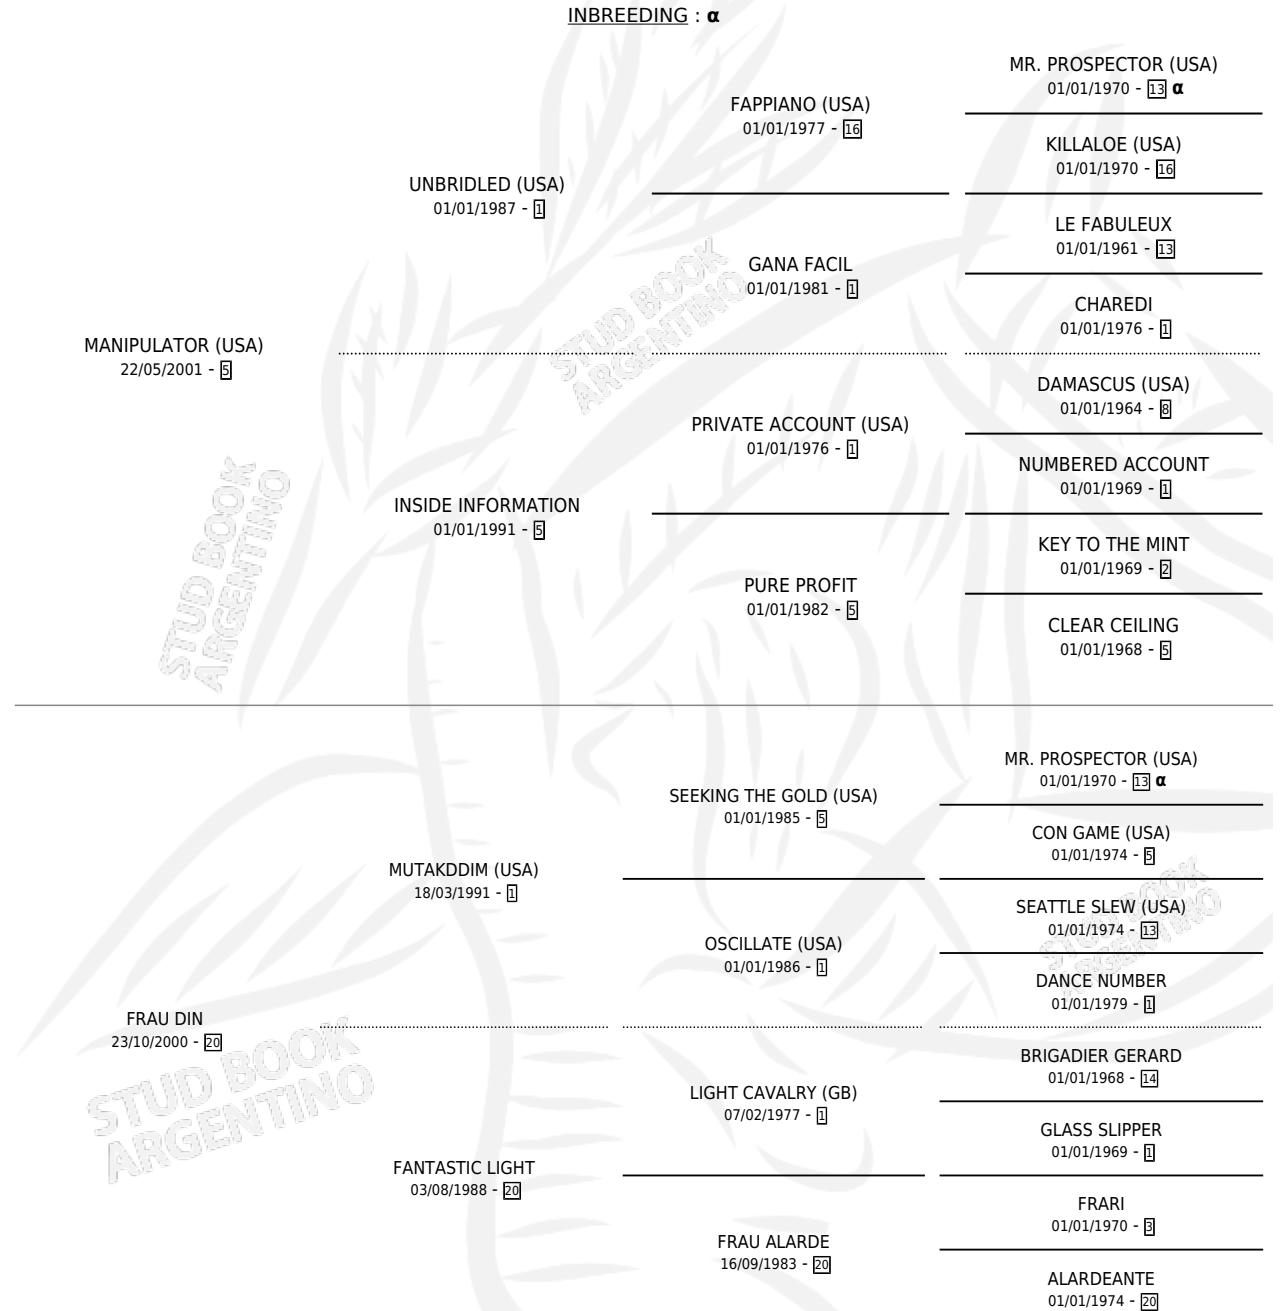 INBREEDING : α
MR. PROSPECTOR (USA)
01/01/1970 - 13 α
FAPPIANO (USA)
01/01/1977 - 16
KILLALOE (USA)
01/01/1970 - 16
UNBRIDLED (USA)
01/01/1987 - 1
LE FABULEUX
01/01/1961 - 13
GANA FACIL
01/01/1981 - 1
CHAREDI
01/01/1976 - 1
MANIPULATOR (USA)
22/05/2001 - 5
DAMASCUS (USA)
01/01/1964 - 8
PRIVATE ACCOUNT (USA)
01/01/1976 - 1
NUMBERED ACCOUNT
01/01/1969 - 1
INSIDE INFORMATION
01/01/1991 - 5
KEY TO THE MINT
01/01/1969 - 2
PURE PROFIT
01/01/1982 - 5
CLEAR CEILING
01/01/1968 - 5
MR. PROSPECTOR (USA)
01/01/1970 - 13 α
SEEKING THE GOLD (USA)
01/01/1985 - 5
CON GAME (USA)
01/01/1974 - 5
MUTAKDDIM (USA)
18/03/1991 - 1
SEATTLE SLEW (USA)
01/01/1974 - 13
OSCILLATE (USA)
01/01/1986 - 1
DANCE NUMBER
01/01/1979 - 1
FRAU DIN
23/10/2000 - 20
BRIGADIER GERARD
01/01/1968 - 14
LIGHT CAVALRY (GB)
07/02/1977 - 1
GLASS SLIPPER
01/01/1969 - 1
FANTASTIC LIGHT
03/08/1988 - 20
FRARI
01/01/1970 - 3
FRAU ALARDE
16/09/1983 - 20
ALARDEANTE
01/01/1974 - 20
STUD BOOK
ARGENTINO
STUD BOOK
ARGENTINO
STUD BOOK
ARGENTINO
STUD BOOK
ARGENTINO